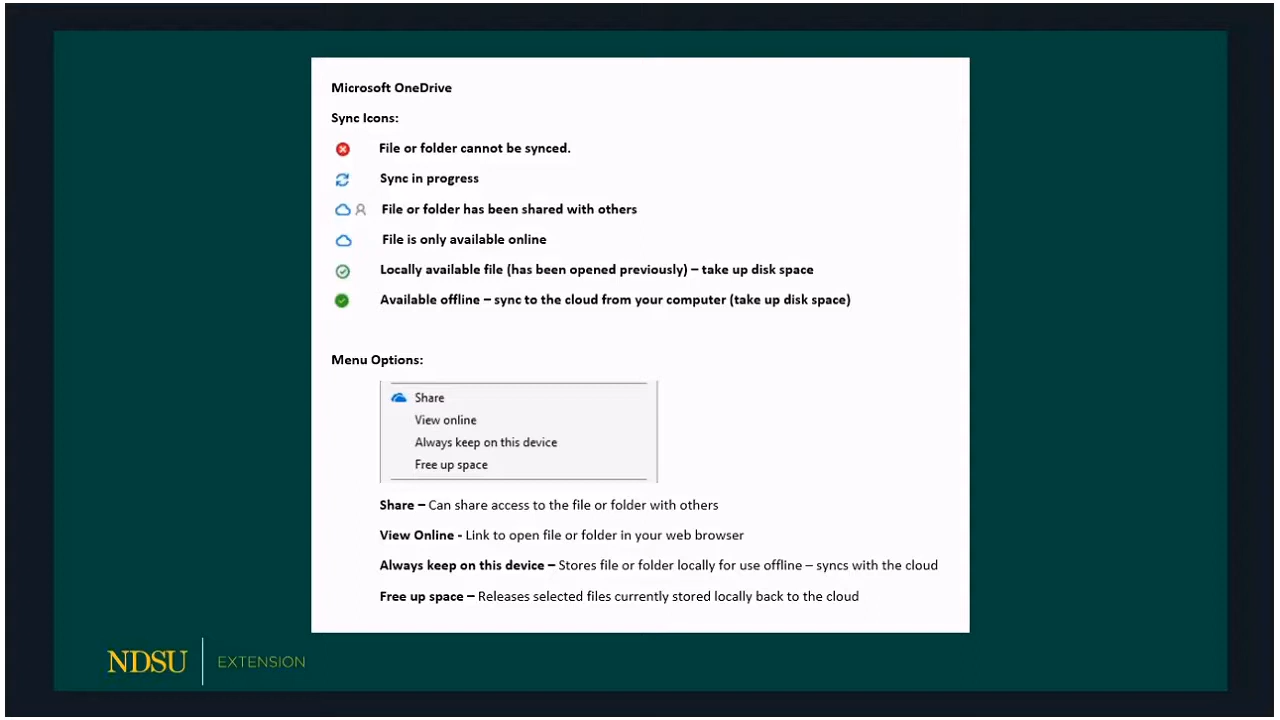 Microsoft OneDrive
Sync Icons:
File or folder cannot be synced.
Sync in progress
File or folder has been shared with others
File is only available online
Locally available file (has been opened previously) – take up disk space
Available offline – sync to the cloud from your computer (take up disk space)
Menu Options:
Share
View online
Always keep on this device
Free up space
Share – Can share access to the file or folder with others
View Online - Link to open file or folder in your web browser
Always keep on this device – Stores file or folder locally for use offline – syncs with the cloud
Free up space – Releases selected files currently stored locally back to the cloud
NDSU EXTENSION